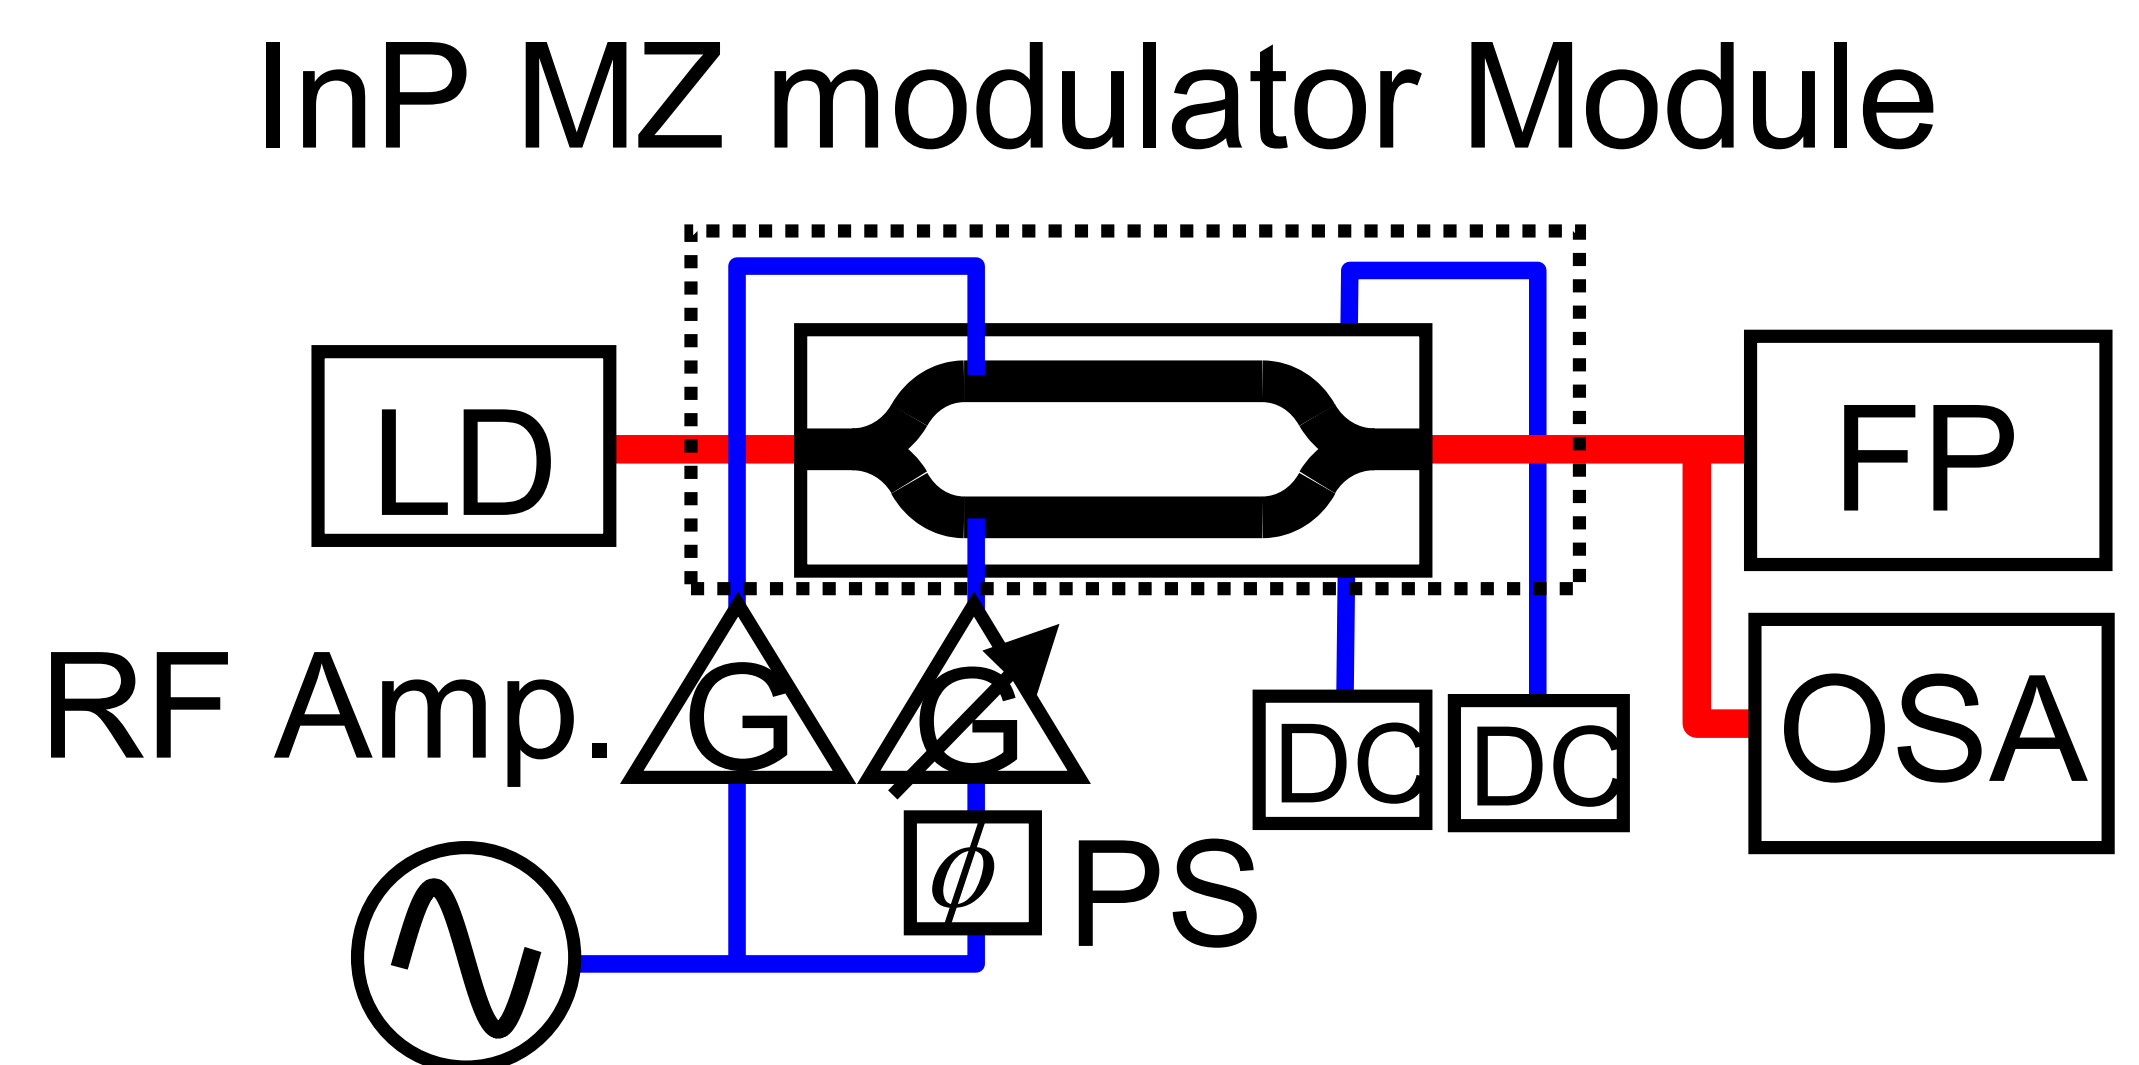 InP MZ modulator Module
LD
FP
RF Amp.
G
G
DC
DC
OSA
ϕ
PS